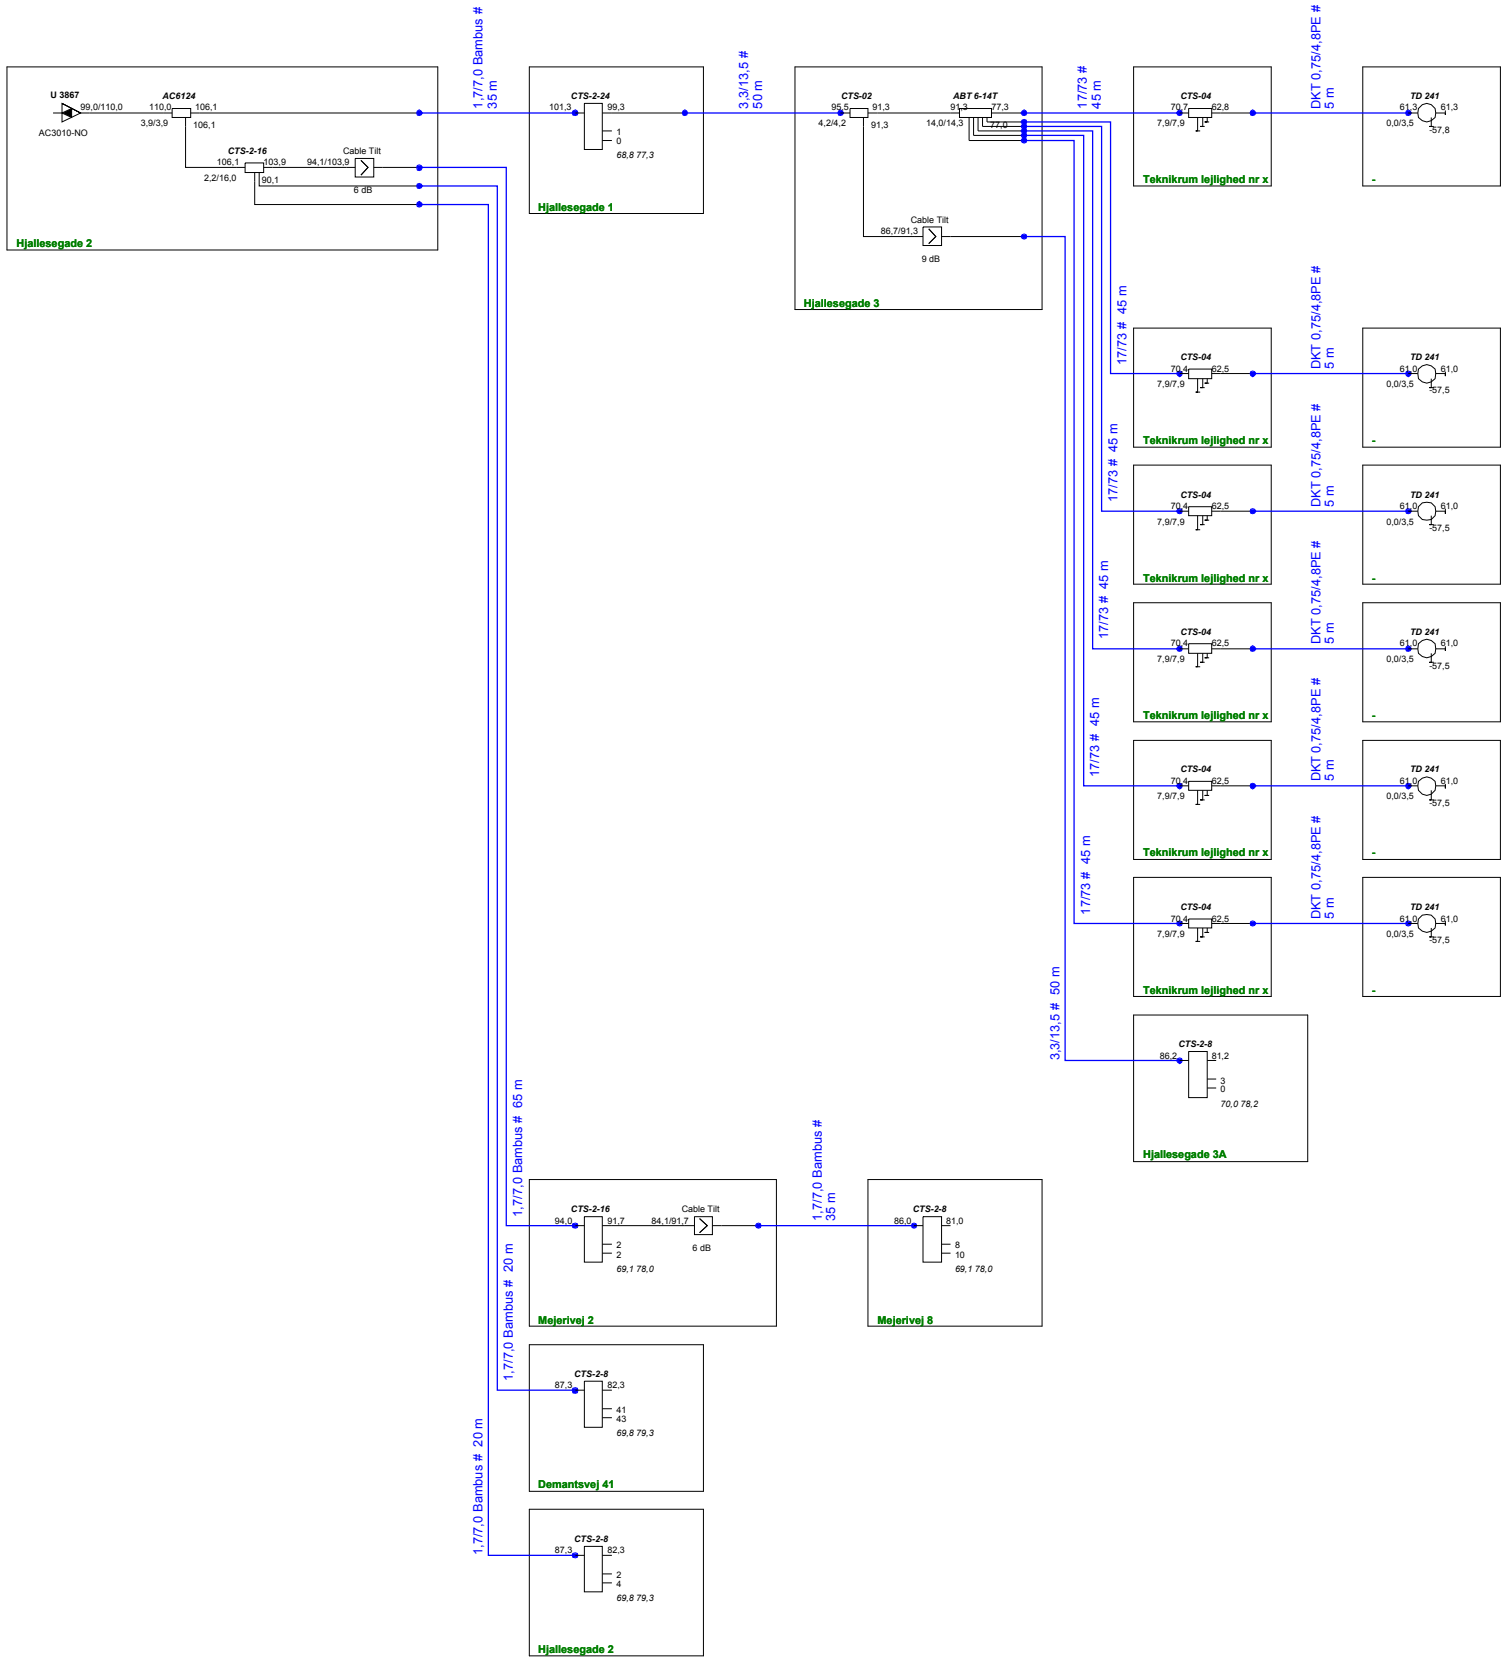 U 3867
99,0/110,0
AC3010-NO
AC6124
110,0
106,1
3,9/3,9
106,1
CTS-2-16
106,1
103,9
2,2/16,0
90,1
94,1/103,9
Cable Tilt
6 dB
Hjallesegade 2
1,7/7,0 Bambus #
35 m
CTS-2-24
101,3
99,3
1
0
68,8 77,3
Hjallesegade 1
3,3/13,5 #
50 m
CTS-02
95,5
91,3
4,2/4,2
91,3
ABT 6-14T
91,3
77,3
14,0/14,3
77,0
Cable Tilt
86,7/91,3
9 dB
Hjallesegade 3
17/73 #
45 m
CTS-04
70,7
62,8
7,9/7,9
Teknikrum lejlighed nr x
DKT 0,75/4,8PE #
5 m
TD 241
61,3
61,3
0,0/3,5
-57,8
-
17/73 # 45 m
CTS-04
70,4
62,5
7,9/7,9
Teknikrum lejlighed nr x
DKT 0,75/4,8PE #
5 m
TD 241
61,0
61,0
0,0/3,5
-57,5
-
17/73 # 45 m
CTS-04
70,4
62,5
7,9/7,9
Teknikrum lejlighed nr x
DKT 0,75/4,8PE #
5 m
TD 241
61,0
61,0
0,0/3,5
-57,5
-
17/73 # 45 m
CTS-04
70,4
62,5
7,9/7,9
Teknikrum lejlighed nr x
DKT 0,75/4,8PE #
5 m
TD 241
61,0
61,0
0,0/3,5
-57,5
-
17/73 # 45 m
CTS-04
70,4
62,5
7,9/7,9
Teknikrum lejlighed nr x
DKT 0,75/4,8PE #
5 m
TD 241
61,0
61,0
0,0/3,5
-57,5
-
17/73 # 45 m
CTS-04
70,4
62,5
7,9/7,9
Teknikrum lejlighed nr x
DKT 0,75/4,8PE #
5 m
TD 241
61,0
61,0
0,0/3,5
-57,5
-
3,3/13,5 # 50 m
CTS-2-8
86,2
81,2
3
0
70,0 78,2
Hjallesegade 3A
1,7/7,0 Bambus # 65 m
CTS-2-16
94,0
91,7
2
2
69,1 78,0
84,1/91,7
Cable Tilt
6 dB
Mejerivej 2
1,7/7,0 Bambus #
35 m
CTS-2-8
86,0
81,0
8
10
69,1 78,0
Mejerivej 8
1,7/7,0 Bambus # 20 m
CTS-2-8
87,3
82,3
41
43
69,8 79,3
Demantsvej 41
1,7/7,0 Bambus # 20 m
CTS-2-8
87,3
82,3
2
4
69,8 79,3
Hjallesegade 2